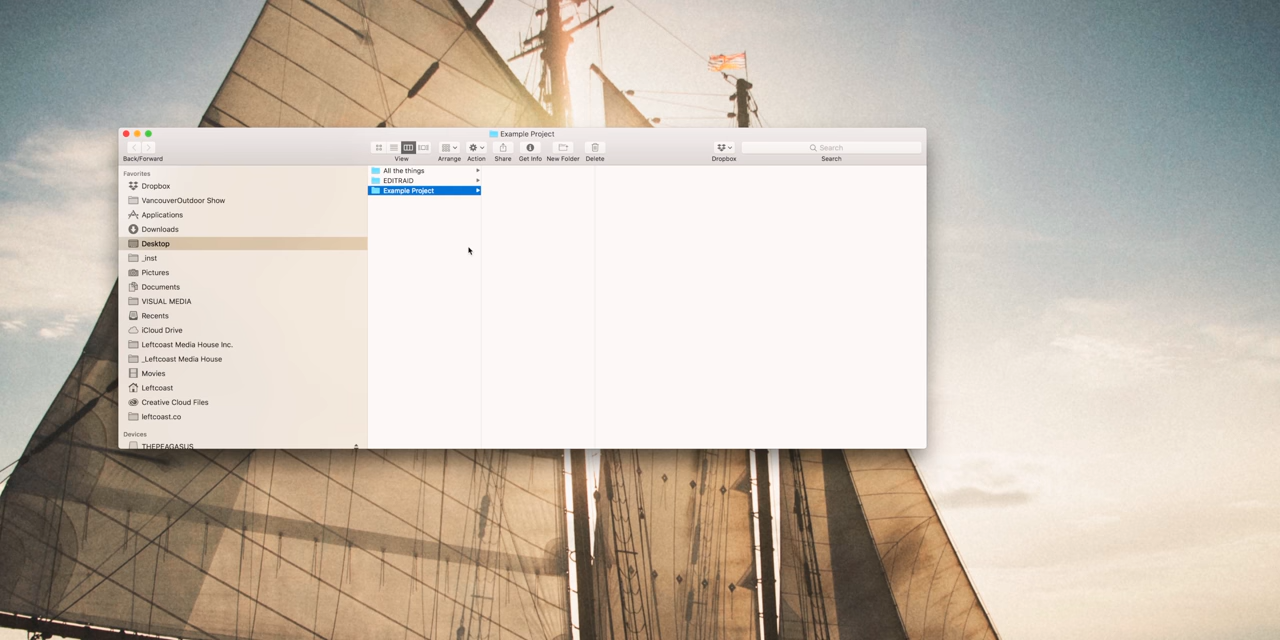 Example Project
Back/Forward
View
Arrange
Action
Share
Get Info
New Folder
Delete
Dropbox
Search
Search
Favorites
Dropbox
VancouverOutdoor Show
Applications
Downloads
Desktop
_inst
Pictures
Documents
VISUAL MEDIA
Recents
iCloud Drive
Leftcoast Media House Inc.
_Leftcoast Media House
Movies
Leftcoast
Creative Cloud Files
leftcoast.co
Devices
THEPEAGASUS
All the things
EDITRAID
Example Project